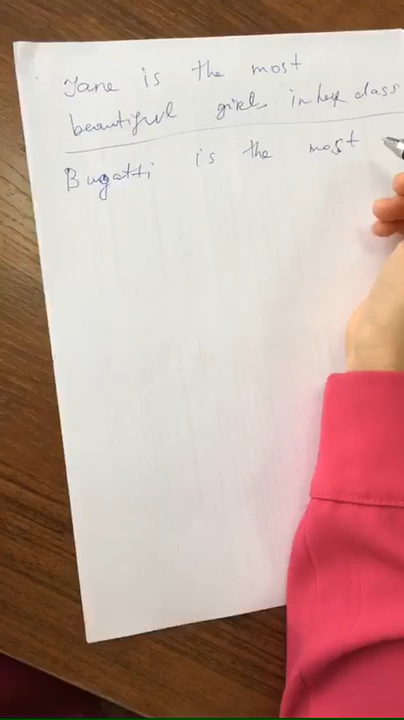 Jane is the most
beautiful girl in her class
Bugatti is the most